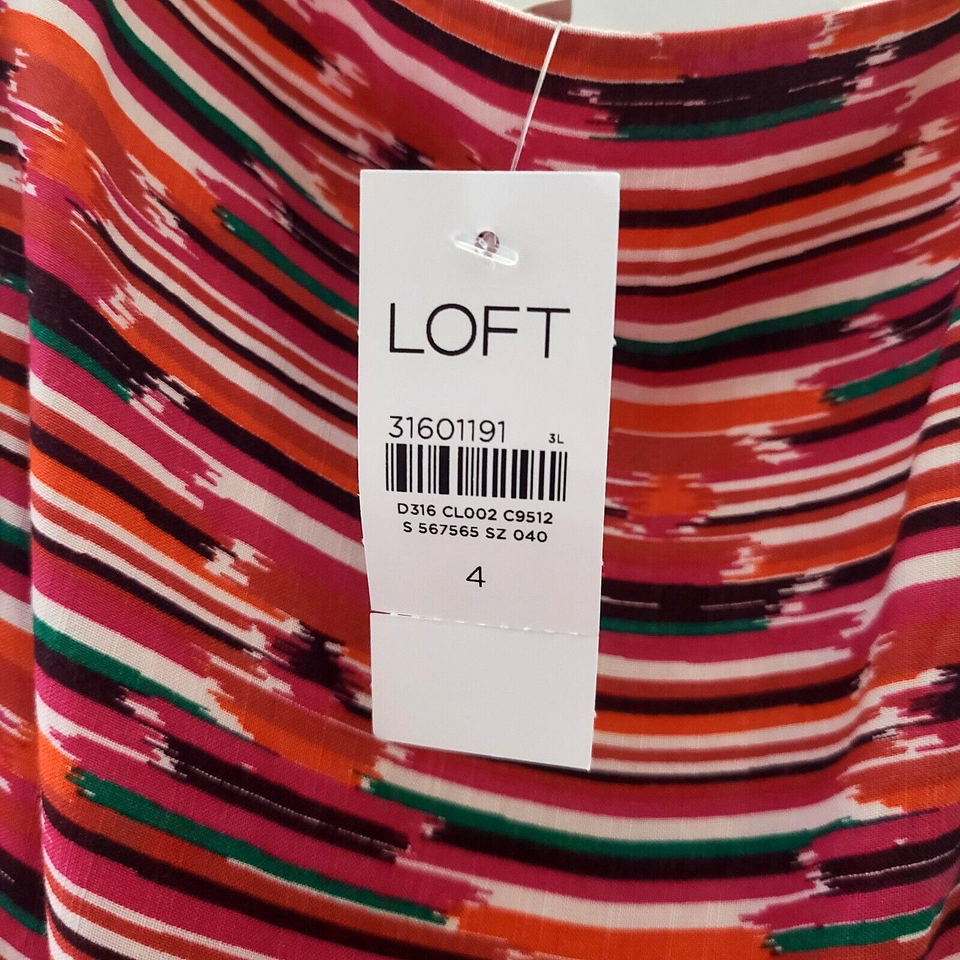 LOFT
31601191 3L
D316 CL002 C9512
S 567565 SZ 040
4